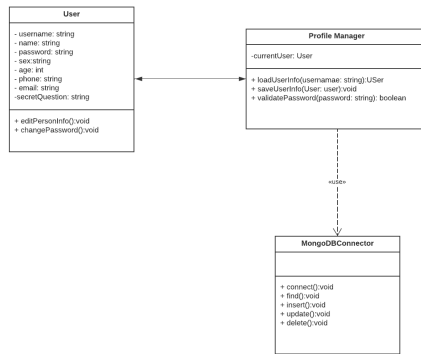 User
- username: string
- name: string
- password: string
- sex:string
- age: int
- phone: string
- email: string
-secretQuestion: string
+ editPersonInfo():void
+ changePassword():void
Profile Manager
-currentUser: User
+ loadUserInfo(usernamae: string):USer
+ saveUserInfo(User: user):void
+ validatePassword(password: string): boolean
«use»
MongoDBConnector
+ connect():void
+ find():void
+ insert():void
+ update():void
+ delete():void